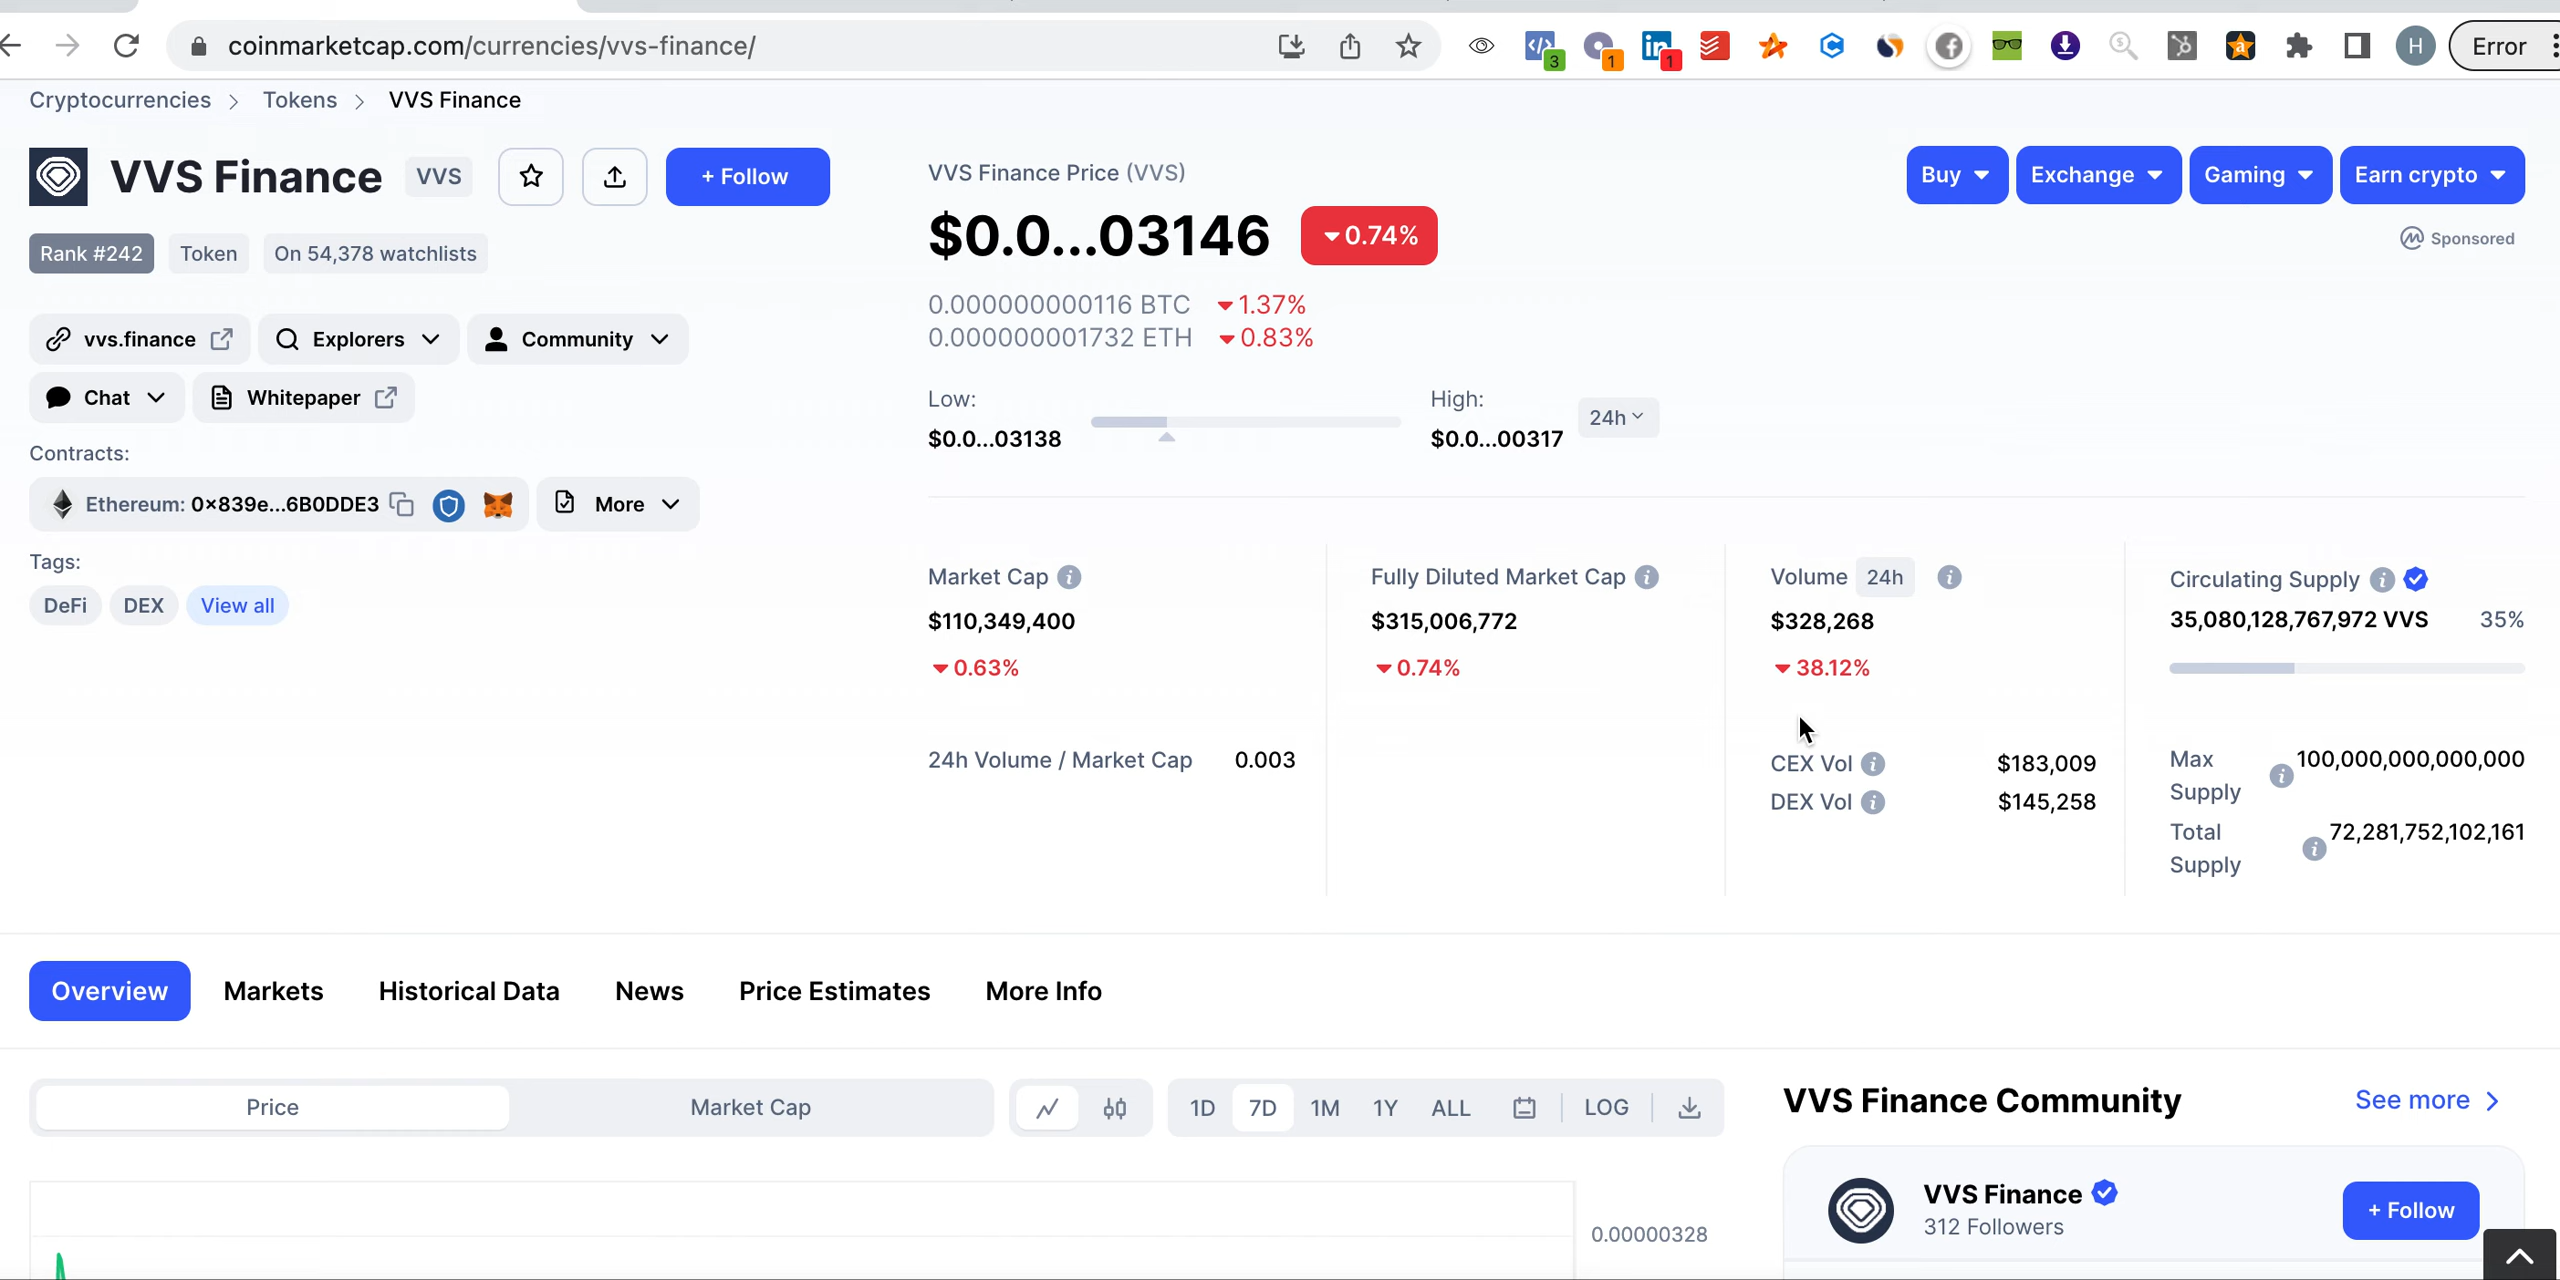 coinmarketcap.com/currencies/vvs-finance/
3
1
1
H
Error
Cryptocurrencies > Tokens > VVS Finance
VVS Finance VVS + Follow
Rank #242 Token On 54,378 watchlists
vvs.finance Explorers Community
Chat Whitepaper
Contracts:
Ethereum: 0×839e...6B0DDE3 More
Tags:
DeFi DEX View all
VVS Finance Price (VVS)
$0.0...03146 0.74%
0.000000000116 BTC 1.37%
0.000000001732 ETH 0.83%
Low: High:
$0.0...03138 $0.0...00317 24h
Buy Exchange Gaming Earn crypto
Sponsored
Market Cap
$110,349,400
0.63%
24h Volume / Market Cap 0.003
Fully Diluted Market Cap
$315,006,772
0.74%
Volume 24h
$328,268
38.12%
CEX Vol $183,009
DEX Vol $145,258
Circulating Supply
35,080,128,767,972 VVS 35%
Max Supply 100,000,000,000,000
Total Supply 72,281,752,102,161
Overview Markets Historical Data News Price Estimates More Info
Price Market Cap 1D 7D 1M 1Y ALL LOG
0.00000328
VVS Finance Community See more >
VVS Finance
312 Followers
+ Follow